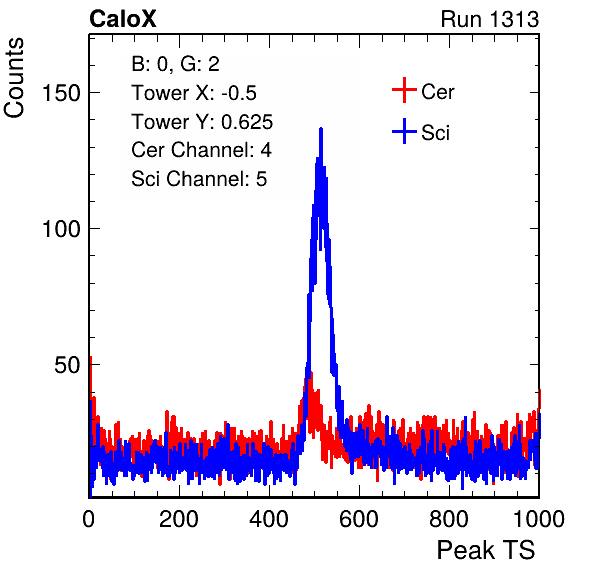 CaloX Run 1313
Counts
B: 0, G: 2
Tower X: -0.5
Tower Y: 0.625
Cer Channel: 4
Sci Channel: 5
Cer
Sci
150
100
50
0 200 400 600 800 1000
Peak TS